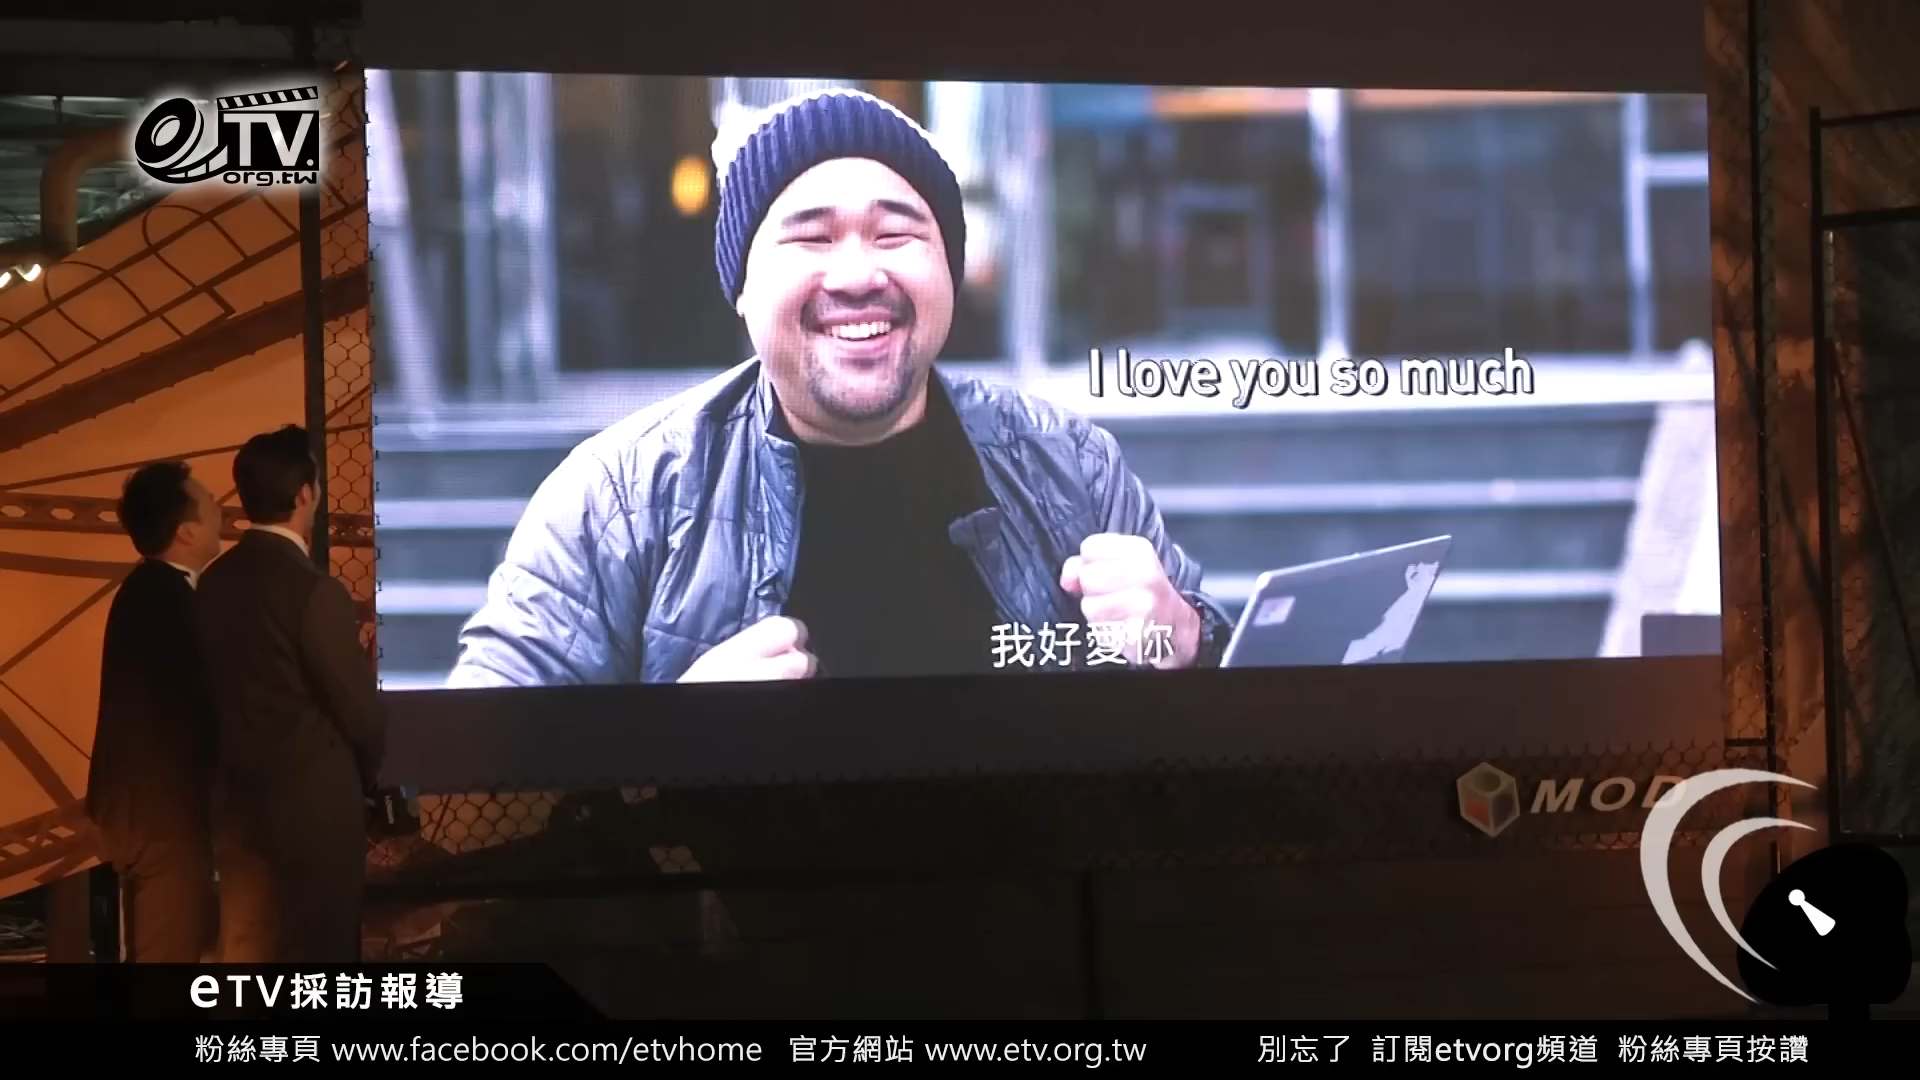 eTV.
org.tw
I love you so much
我好愛你
MOD
eTV採訪報導
粉絲專頁 www.facebook.com/etvhome 官方網站 www.etv.org.tw 別忘了 訂閱etvorg頻道 粉絲專頁按讚